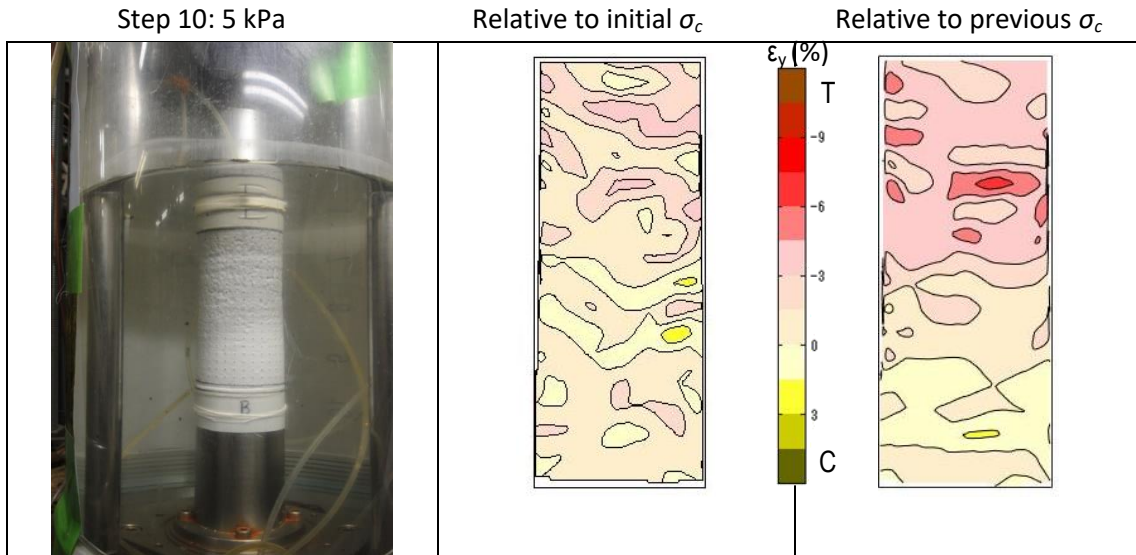 Step 10: 5 kPa
Relative to initial σc
Relative to previous σc
εy (%)
T
-9
-6
-3
0
3
C
B